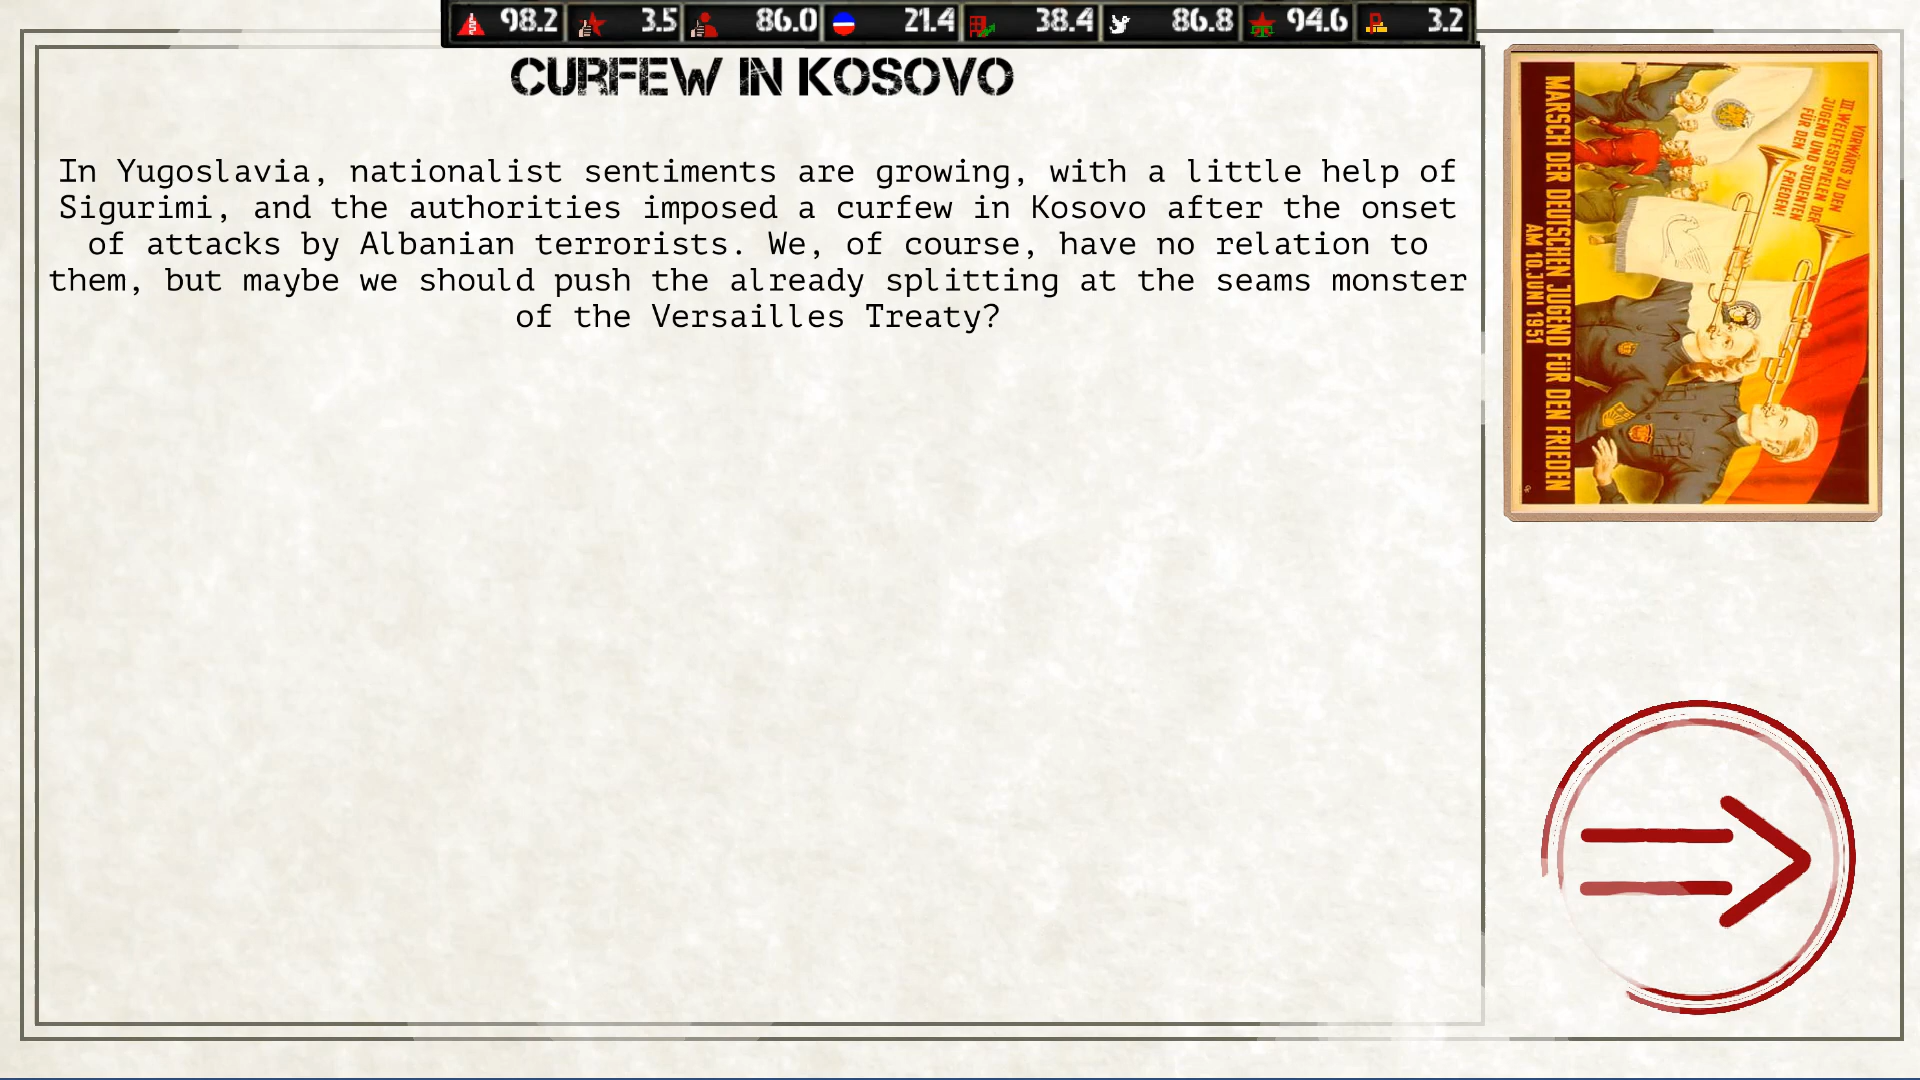 98.2 3.5 86.0 21.4 38.4 86.8 94.6 3.2
CURFEW IN KOSOVO
In Yugoslavia, nationalist sentiments are growing, with a little help of
Sigurimi, and the authorities imposed a curfew in Kosovo after the onset
of attacks by Albanian terrorists. We, of course, have no relation to
them, but maybe we should push the already splitting at the seams monster
of the Versailles Treaty?
VORWÄRTS ZU DEN
III. WELTFESTSPIELEN DER
JUGEND UND STUDENTEN
FÜR DEN FRIEDEN!
MARSCH DER DEUTSCHEN JUGEND FÜR DEN FRIEDEN
AM 10. JUNI 1951